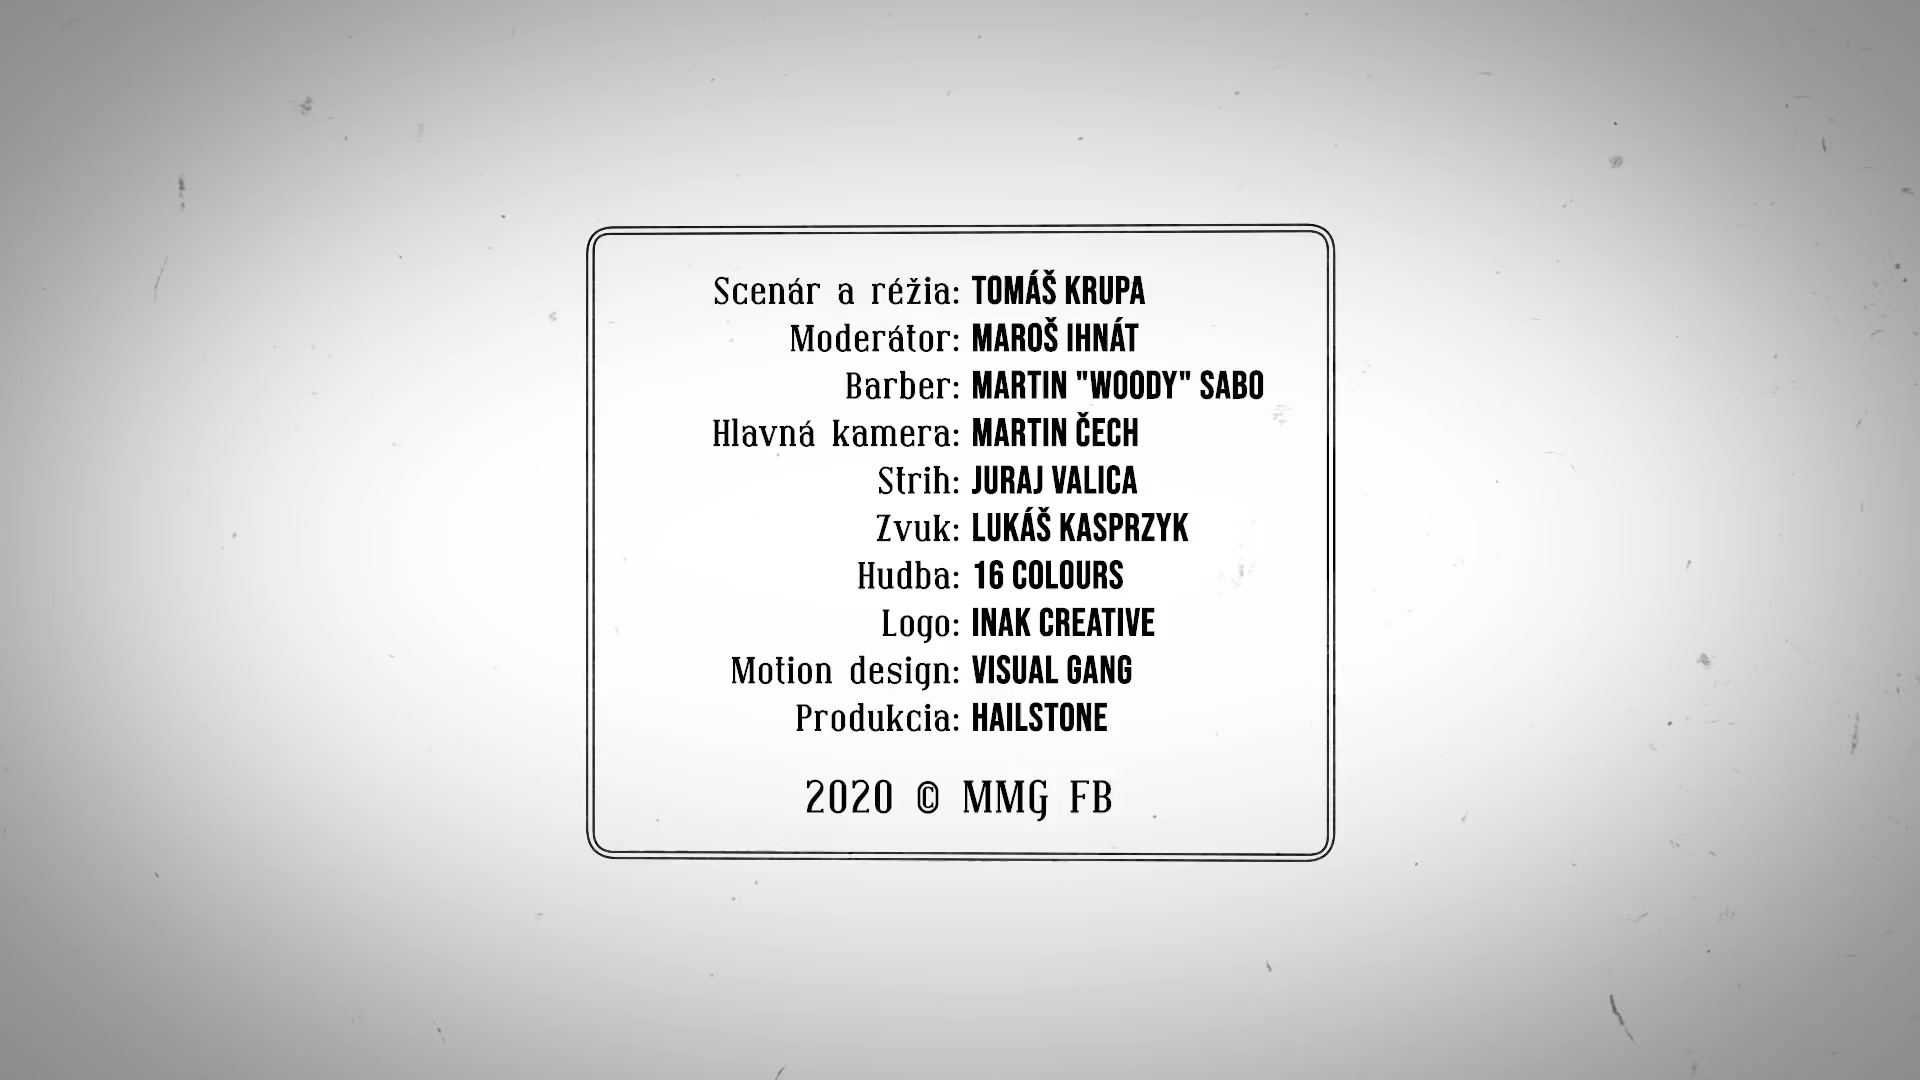 Scenár a réžia: TOMÁŠ KRUPA
Moderátor: MAROŠ IHNÁT
Barber: MARTIN "WOODY" SABO
Hlavná kamera: MARTIN ČECH
Strih: JURAJ VALICA
Zvuk: LUKÁŠ KASPRZYK
Hudba: 16 COLOURS
Logo: INAK CREATIVE
Motion design: VISUAL GANG
Produkcia: HAILSTONE
2020 © MMG FB